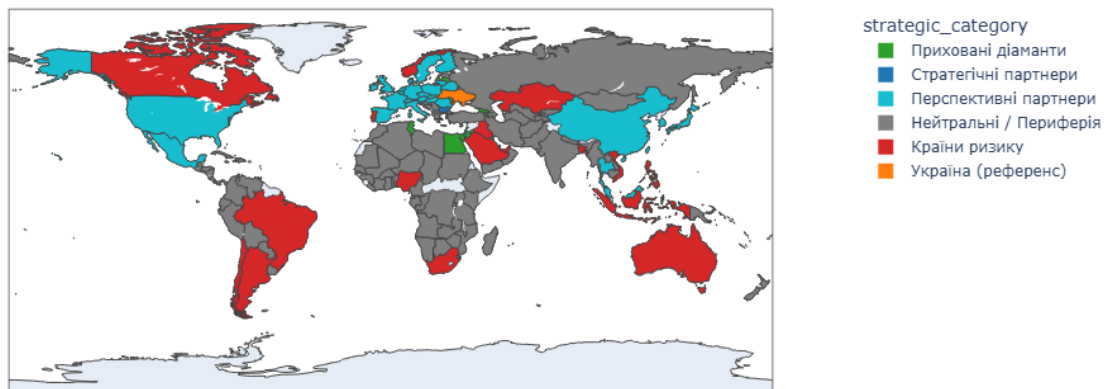 strategic_category
Приховані діаманти
Стратегічні партнери
Перспективні партнери
Нейтральні / Периферія
Країни ризику
Україна (референс)